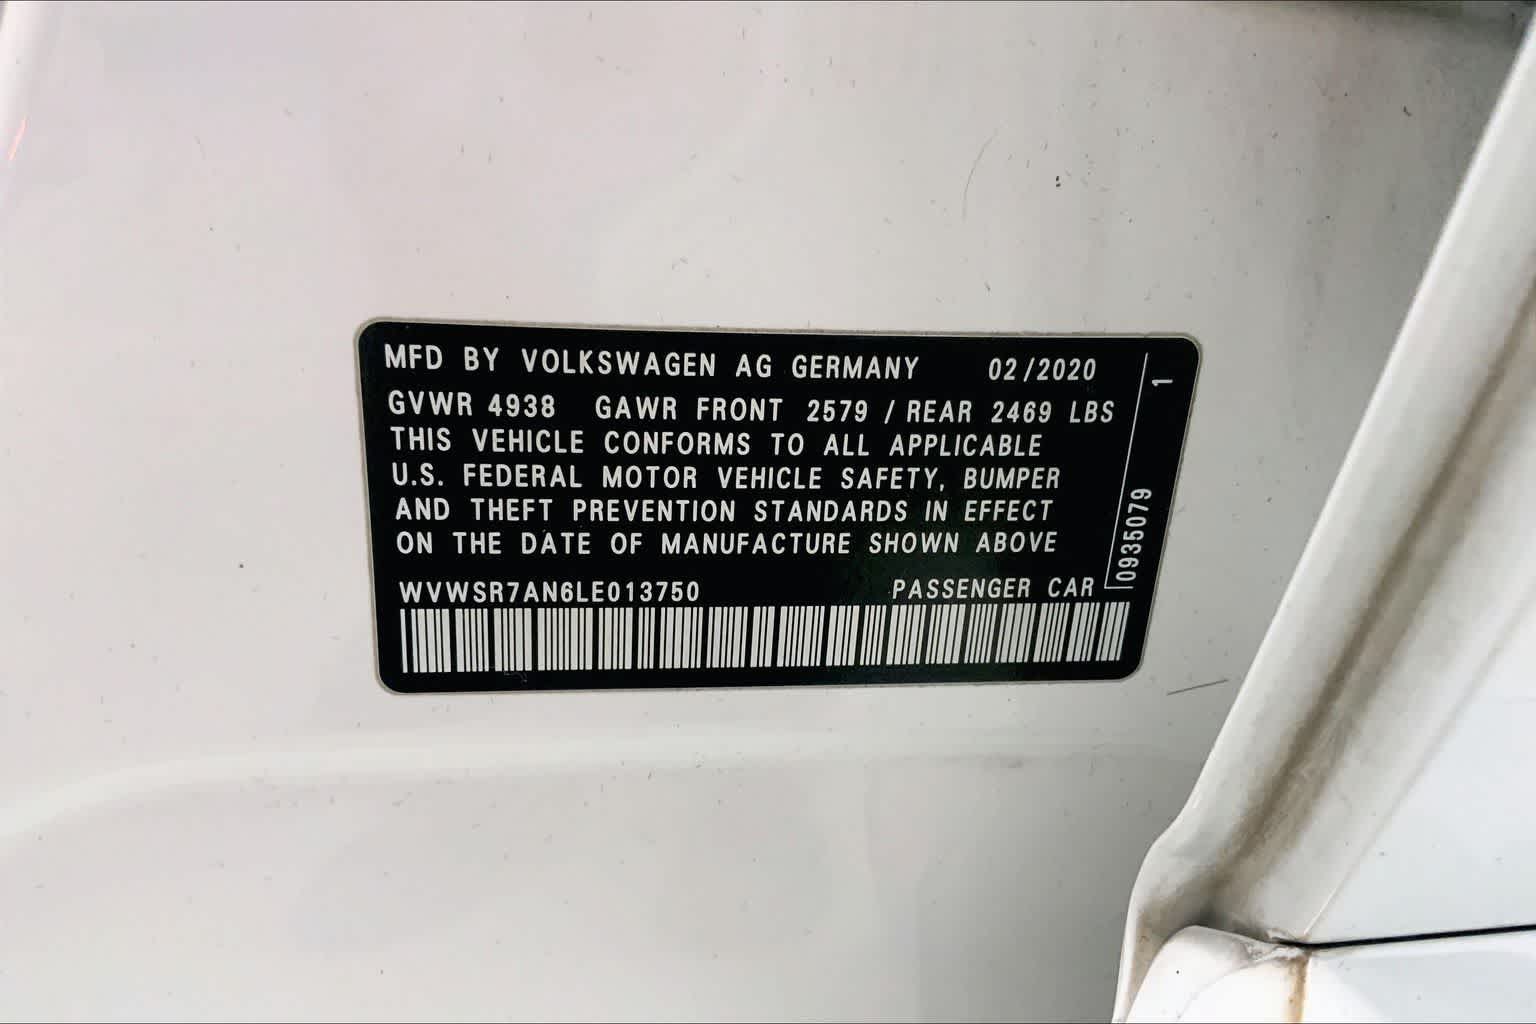 MFD BY VOLKSWAGEN AG GERMANY 02/2020
GVWR 4938 GAWR FRONT 2579 / REAR 2469 LBS
THIS VEHICLE CONFORMS TO ALL APPLICABLE
U.S. FEDERAL MOTOR VEHICLE SAFETY, BUMPER
AND THEFT PREVENTION STANDARDS IN EFFECT
ON THE DATE OF MANUFACTURE SHOWN ABOVE
WVWSR7AN6LE013750 PASSENGER CAR
0935079 1